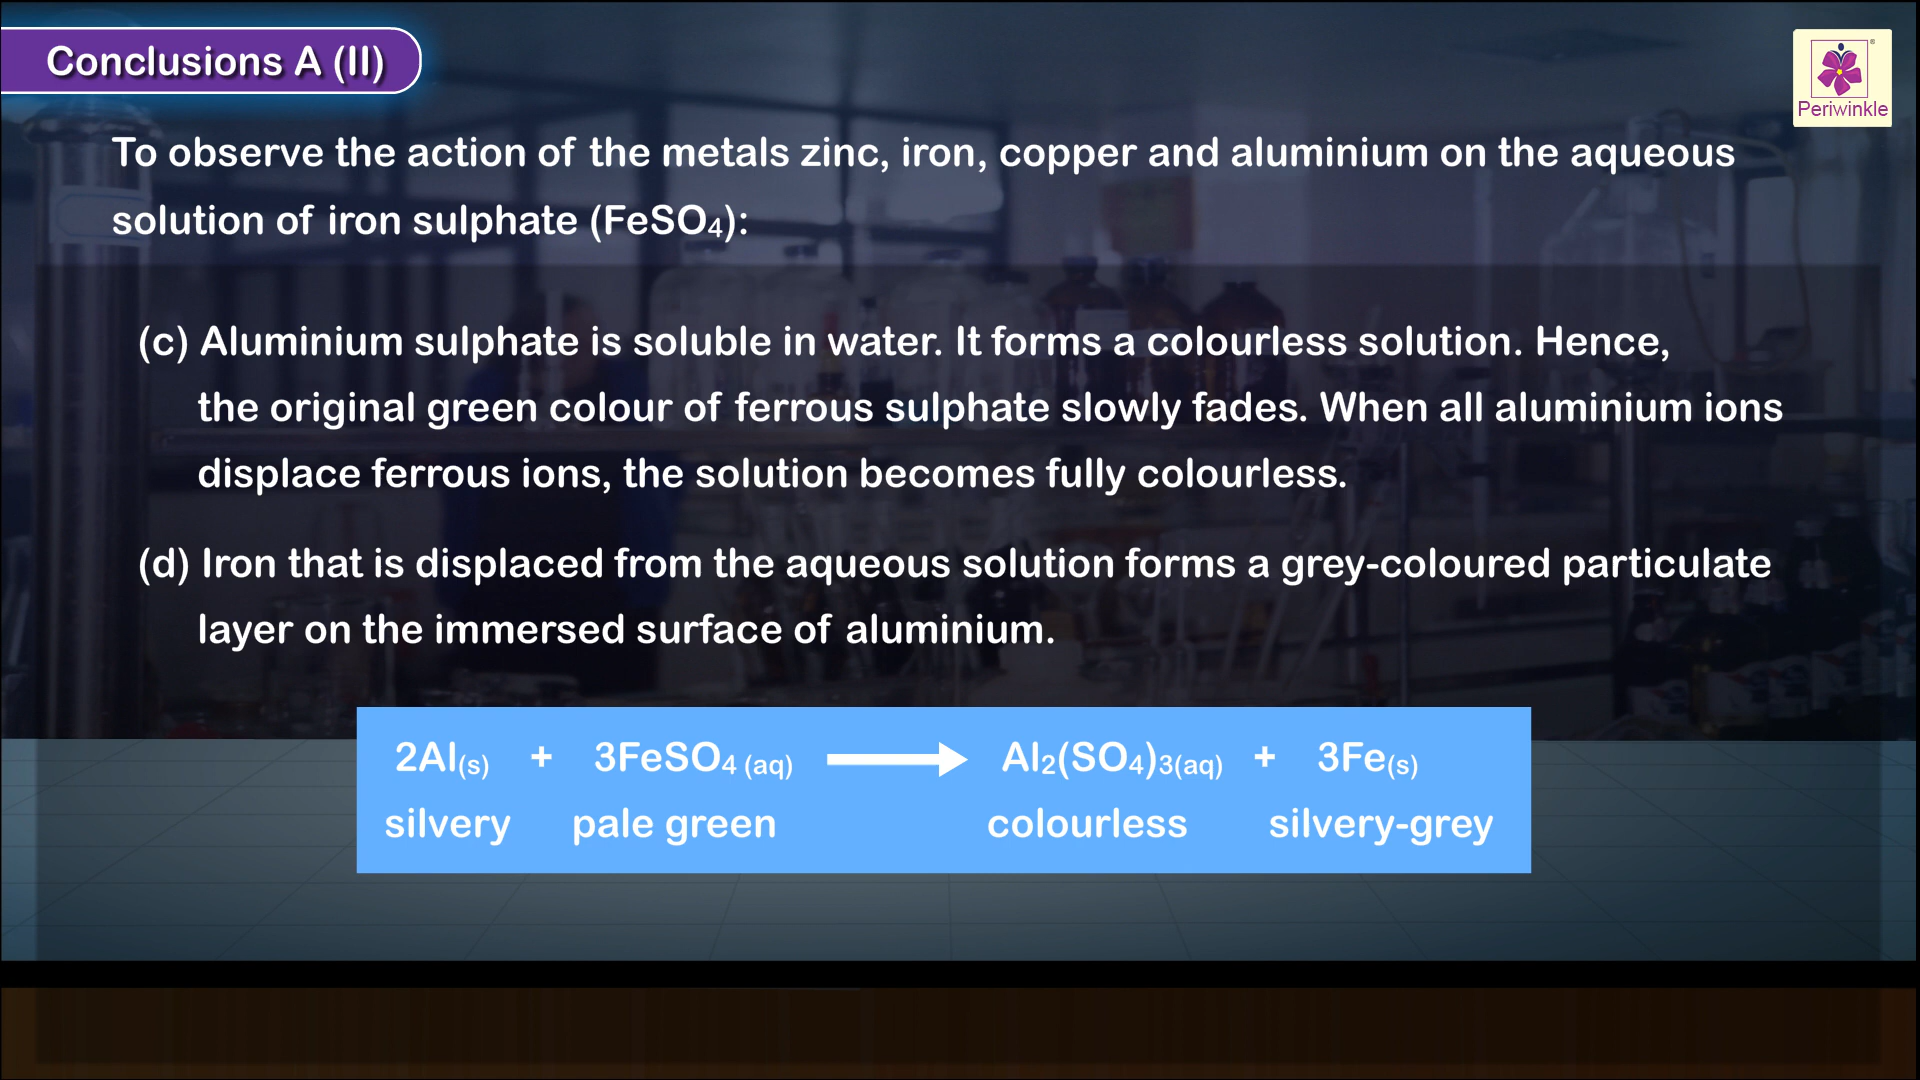 Conclusions A (II)
Periwinkle
To observe the action of the metals zinc, iron, copper and aluminium on the aqueous
solution of iron sulphate (FeSO₄):
(c) Aluminium sulphate is soluble in water. It forms a colourless solution. Hence,
the original green colour of ferrous sulphate slowly fades. When all aluminium ions
displace ferrous ions, the solution becomes fully colourless.
(d) Iron that is displaced from the aqueous solution forms a grey-coloured particulate
layer on the immersed surface of aluminium.
2Al(s) + 3FeSO₄ (aq) ⟶ Al₂(SO₄)₃(aq) + 3Fe(s)
silvery pale green colourless silvery-grey